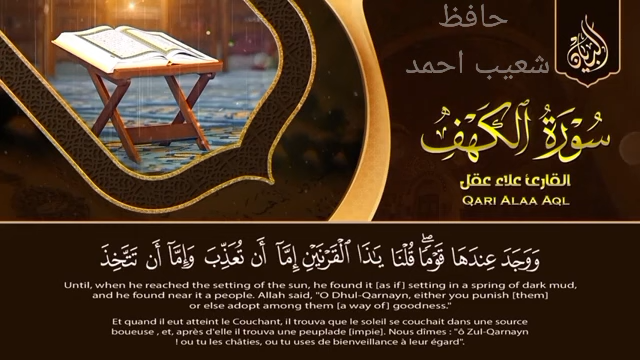 حافظ
شعيب احمد
البيان
سُورَةُ الكَهْفِ
القارئ علاء عقل
QARI ALAA AQL
وَوَجَدَ عِندَهَا قَوْمًا ۗ قُلْنَا يَٰذَا ٱلْقَرْنَيْنِ إِمَّآ أَن تُعَذِّبَ وَإِمَّآ أَن تَتَّخِذَ
Until, when he reached the setting of the sun, he found it [as if] setting in a spring of dark mud,
and he found near it a people. Allah said, "O Dhul-Qarnayn, either you punish [them]
or else adopt among them [a way of] goodness."
Et quand il eut atteint le Couchant, il trouva que le soleil se couchait dans une source
boueuse , et, après d'elle il trouva une peuplade [impie]. Nous dîmes : "ô Zul-Qarnayn
! ou tu les châties, ou tu uses de bienveillance à leur égard".